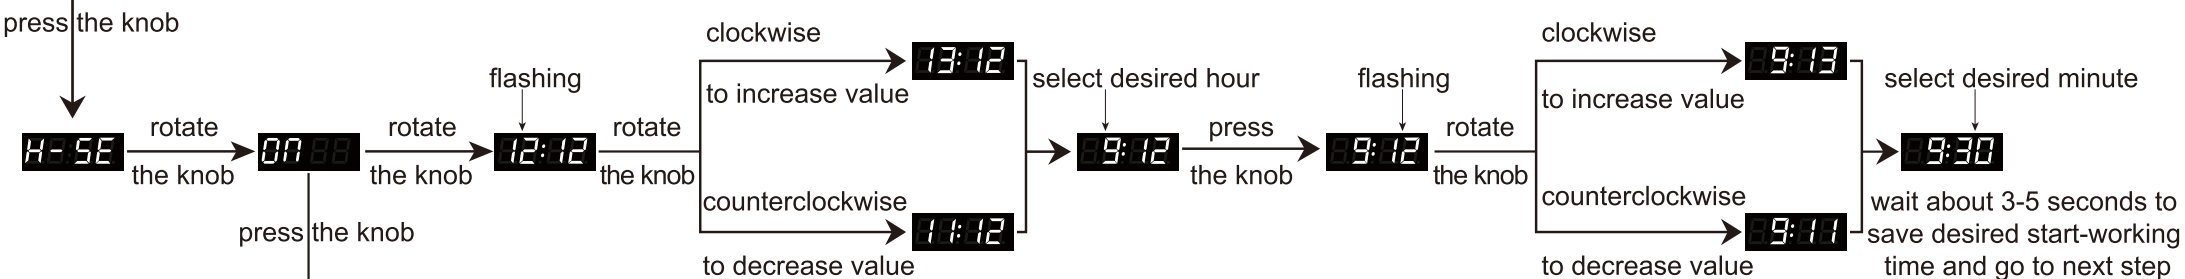 press the knob
H-SE
rotate
the knob
ON
press the knob
rotate
the knob
flashing
12:12
rotate
the knob
clockwise
to increase value
13:12
counterclockwise
to decrease value
11:12
select desired hour
9:12
press
the knob
flashing
9:12
rotate
the knob
clockwise
to increase value
9:13
counterclockwise
to decrease value
9:11
select desired minute
9:30
wait about 3-5 seconds to
save desired start-working
time and go to next step